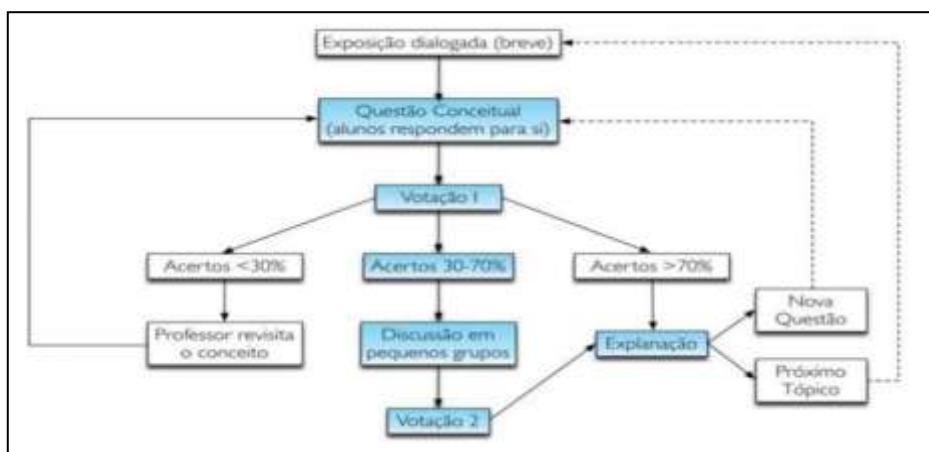 Exposição dialogada (breve)
Questão Conceitual
(alunos respondem para si)
Votação 1
Acertos <30%
Acertos 30-70%
Acertos >70%
Professor revisita
o conceito
Discussão em
pequenos grupos
Explanação
Nova
Questão
Próximo
Tópico
Votação 2